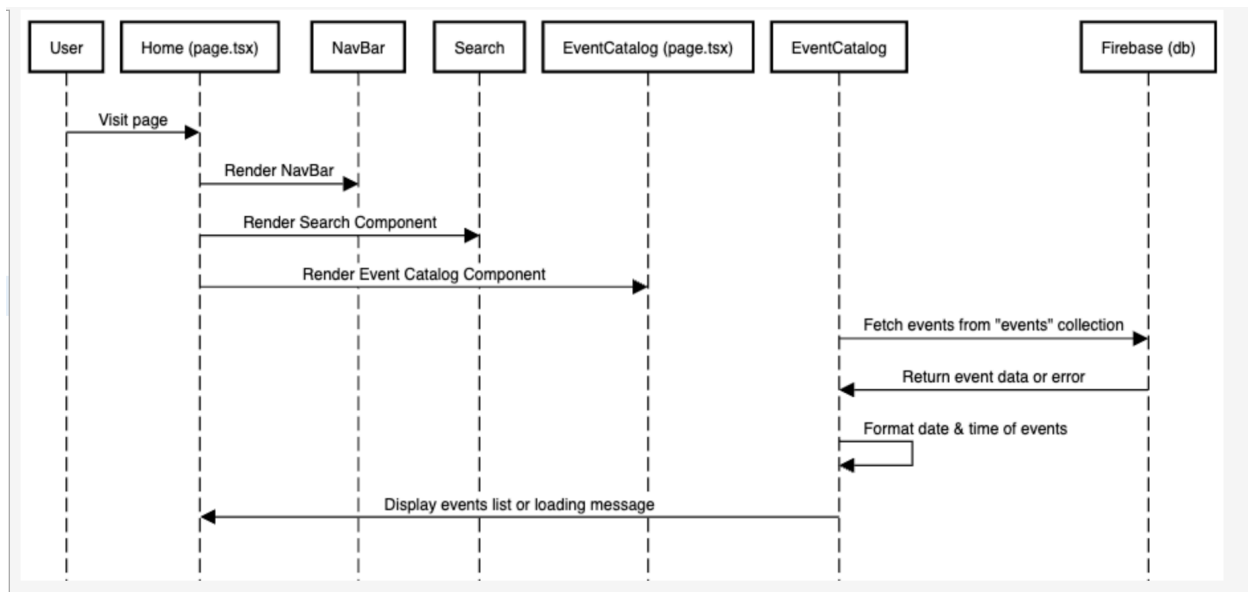 User
Home (page.tsx)
NavBar
Search
EventCatalog (page.tsx)
EventCatalog
Firebase (db)
Visit page
Render NavBar
Render Search Component
Render Event Catalog Component
Fetch events from "events" collection
Return event data or error
Format date & time of events
Display events list or loading message